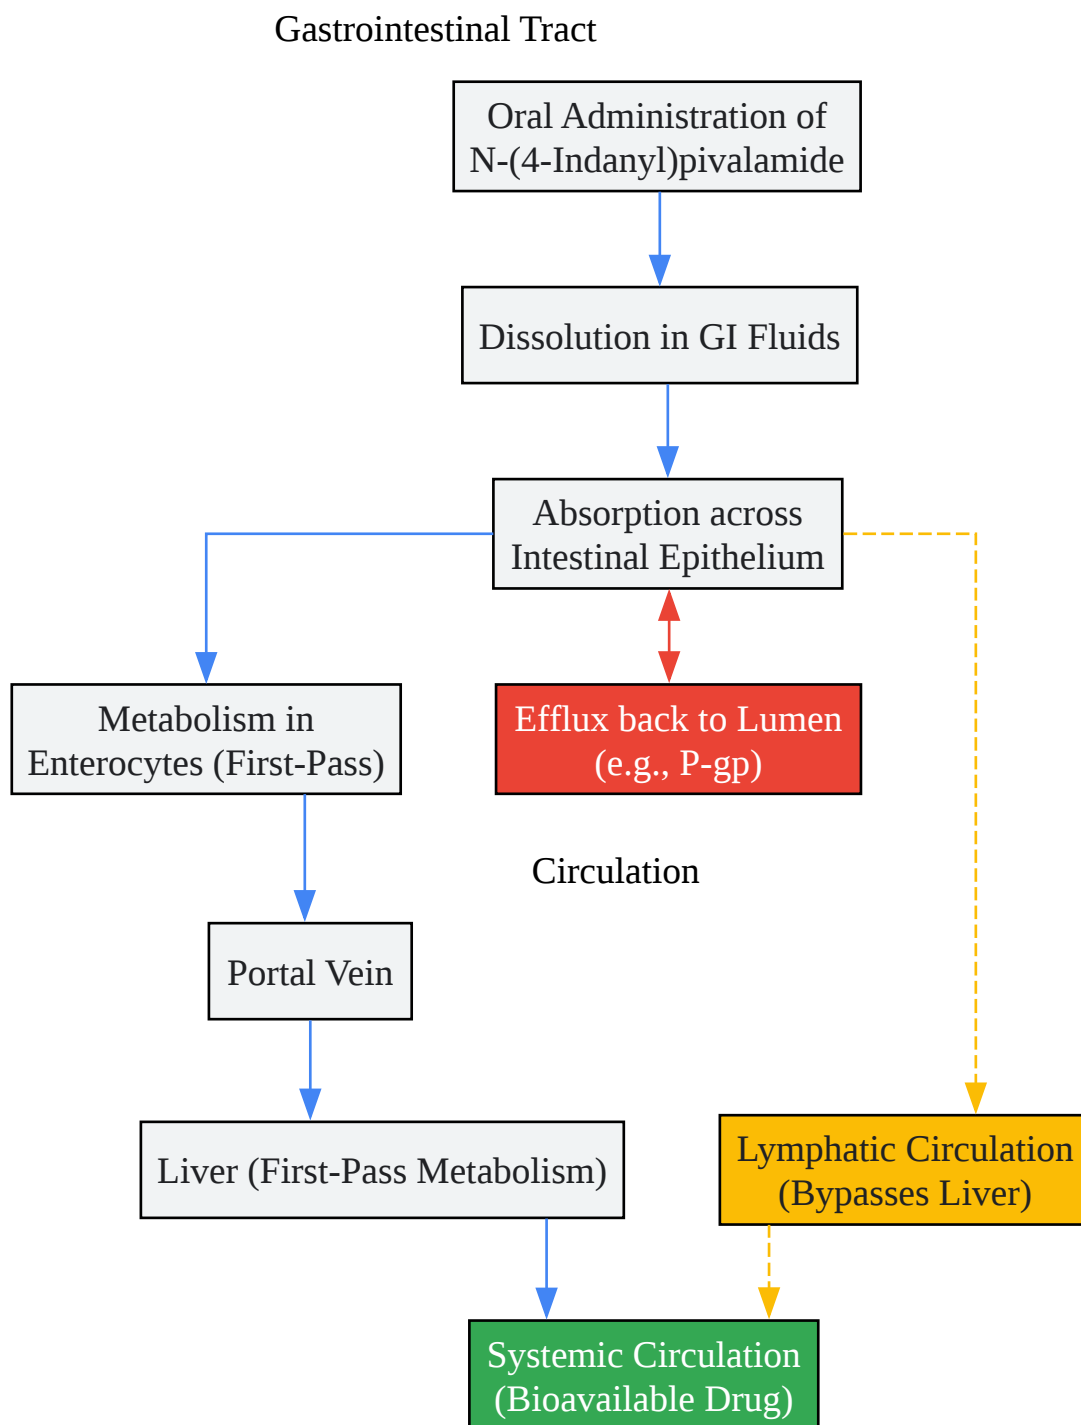 Gastrointestinal Tract
Oral Administration of
N-(4-Indanyl)pivalamide
Dissolution in GI Fluids
Absorption across
Intestinal Epithelium
Metabolism in
Enterocytes (First-Pass)
Efflux back to Lumen
(e.g., P-gp)
Circulation
Portal Vein
Liver (First-Pass Metabolism)
Lymphatic Circulation
(Bypasses Liver)
Systemic Circulation
(Bioavailable Drug)